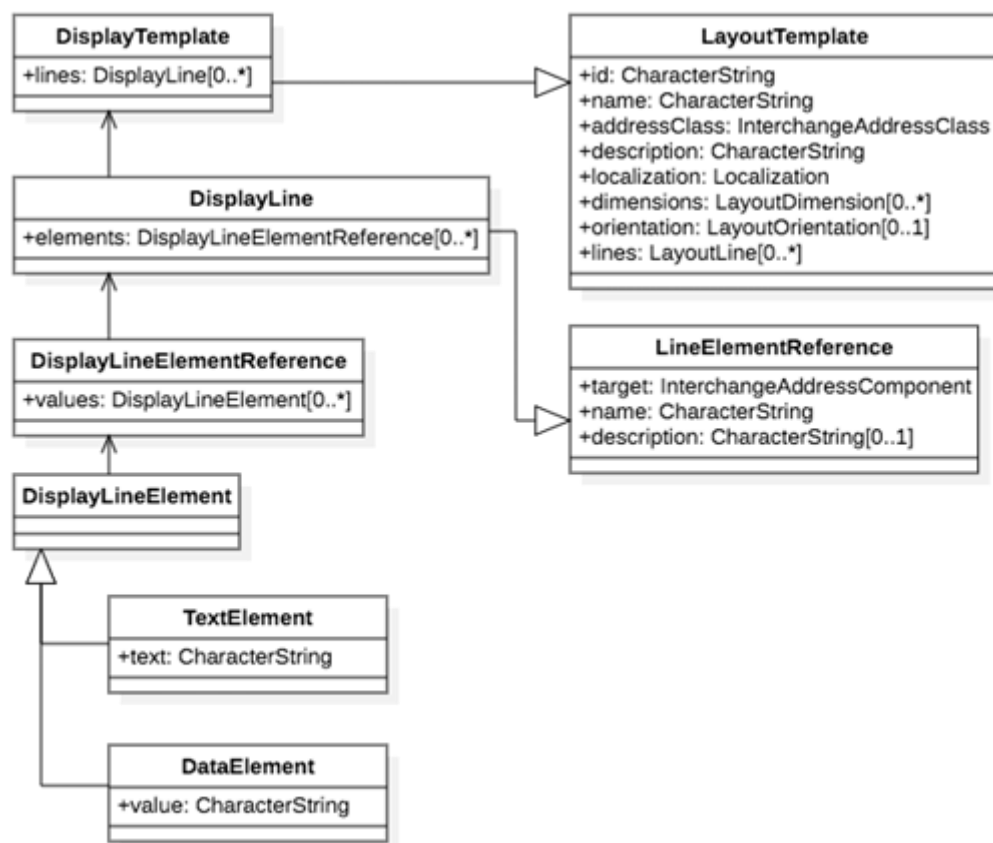 DisplayTemplate
+lines: DisplayLine[0..*]
LayoutTemplate
+id: CharacterString
+name: CharacterString
+addressClass: InterchangeAddressClass
+description: CharacterString
+localization: Localization
+dimensions: LayoutDimension[0..*]
+orientation: LayoutOrientation[0..1]
+lines: LayoutLine[0..*]
DisplayLine
+elements: DisplayLineElementReference[0..*]
DisplayLineElementReference
+values: DisplayLineElement[0..*]
LineElementReference
+target: InterchangeAddressComponent
+name: CharacterString
+description: CharacterString[0..1]
DisplayLineElement
TextElement
+text: CharacterString
DataElement
+value: CharacterString